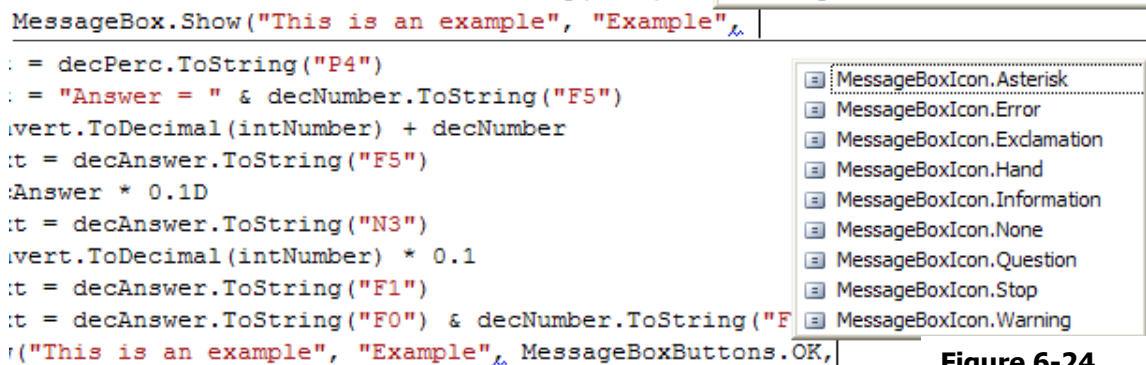 MessageBox.Show("This is an example", "Example",
= decPerc.ToString("P4")
= "Answer = " & decNumber.ToString("F5")
vert.ToDecimal(intNumber) + decNumber
t = decAnswer.ToString("F5")
Answer * 0.1D
t = decAnswer.ToString("N3")
vert.ToDecimal(intNumber) * 0.1
t = decAnswer.ToString("F1")
t = decAnswer.ToString("F0") & decNumber.ToString("F
("This is an example", "Example", MessageBoxButtons.OK,
MessageBoxIcon.Asterisk
MessageBoxIcon.Error
MessageBoxIcon.Exclamation
MessageBoxIcon.Hand
MessageBoxIcon.Information
MessageBoxIcon.None
MessageBoxIcon.Question
MessageBoxIcon.Stop
MessageBoxIcon.Warning
Figure 6-24